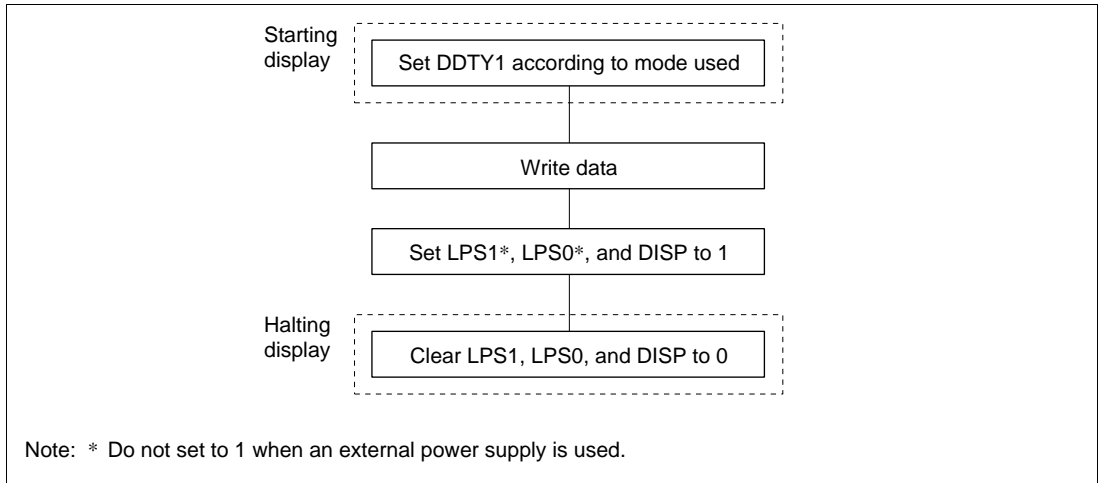 Starting
display
Set DDTY1 according to mode used
Write data
Set LPS1*, LPS0*, and DISP to 1
Halting
display
Clear LPS1, LPS0, and DISP to 0
Note: * Do not set to 1 when an external power supply is used.